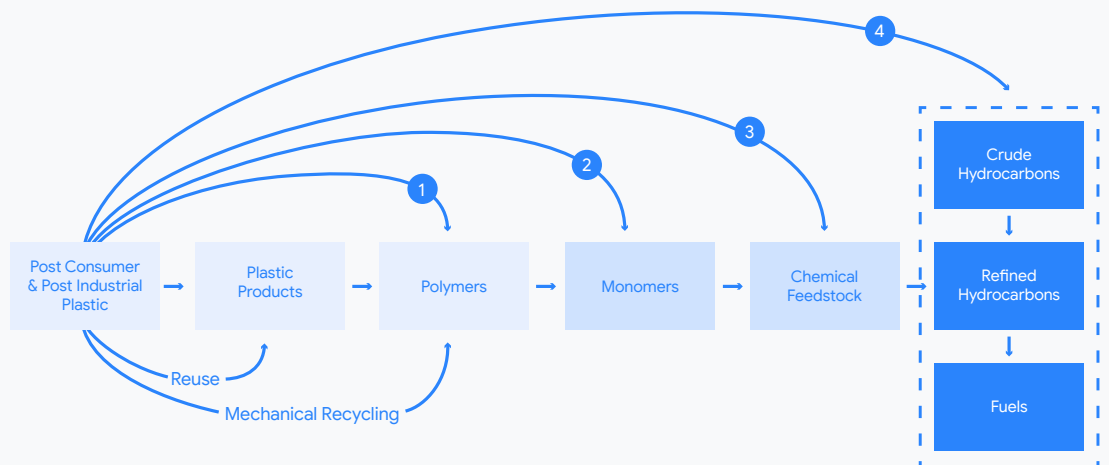 4
3
2
1
Crude
Hydrocarbons
Post Consumer
& Post Industrial
Plastic
Plastic
Products
Polymers
Monomers
Chemical
Feedstock
Refined
Hydrocarbons
Reuse
Mechanical Recycling
Fuels